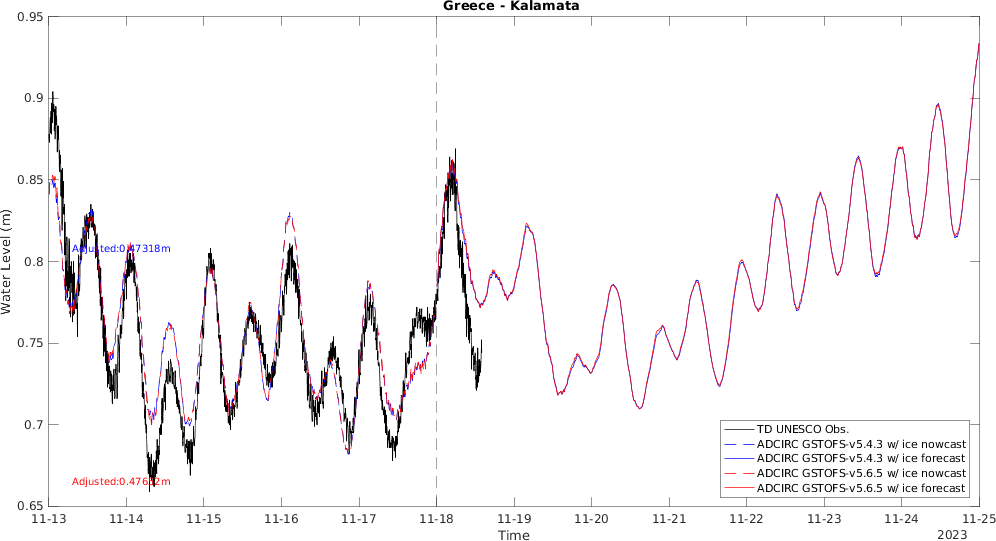 Greece - Kalamata
0.95
0.9
0.85
0.8
0.75
0.7
0.65
Water Level (m)
Adjusted:0.47318m
Adjusted:0.47632m
TD UNESCO Obs.
ADCIRC GSTOFS-v5.4.3 w/ ice nowcast
ADCIRC GSTOFS-v5.4.3 w/ ice forecast
ADCIRC GSTOFS-v5.6.5 w/ ice nowcast
ADCIRC GSTOFS-v5.6.5 w/ ice forecast
11-13 11-14 11-15 11-16 11-17 11-18 11-19 11-20 11-21 11-22 11-23 11-24 11-25
Time
2023